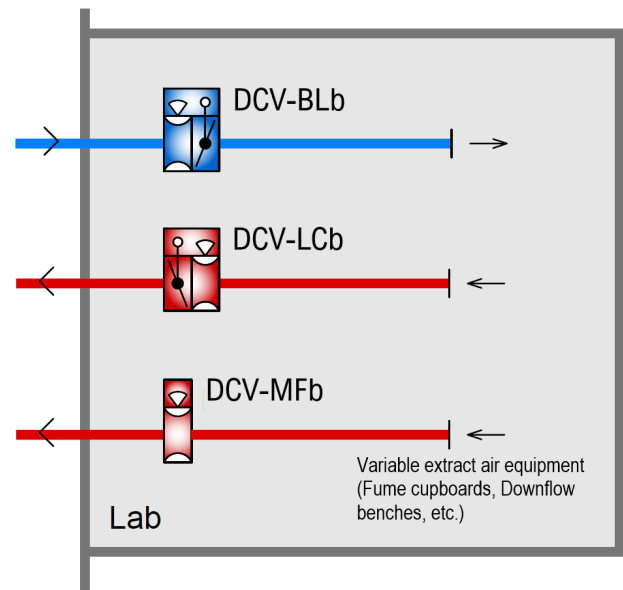 DCV-BLb
DCV-LCb
DCV-MFb
Variable extract air equipment
(Fume cupboards, Downflow
benches, etc.)
Lab